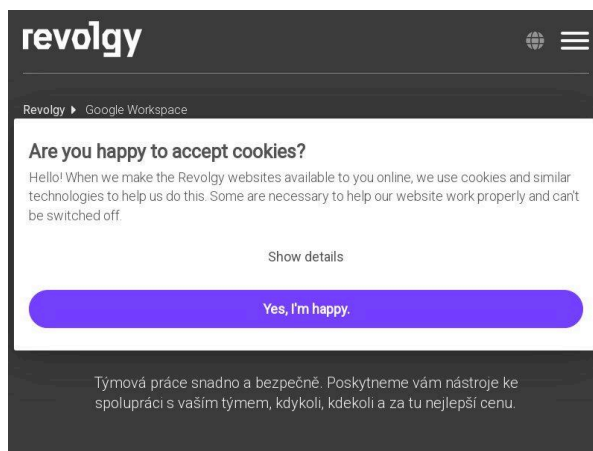 revolgy
Revolgy Google Workspace
Are you happy to accept cookies?
Hello! When we make the Revolgy websites available to you online, we use cookies and similar
technologies to help us do this. Some are necessary to help our website work properly and can't
be switched off.
Show details
Yes, I'm happy.
Týmová práce snadno a bezpečně. Poskytneme vám nástroje ke
spolupráci s vaším týmem, kdykoli, kdekoli a za tu nejlepší cenu.